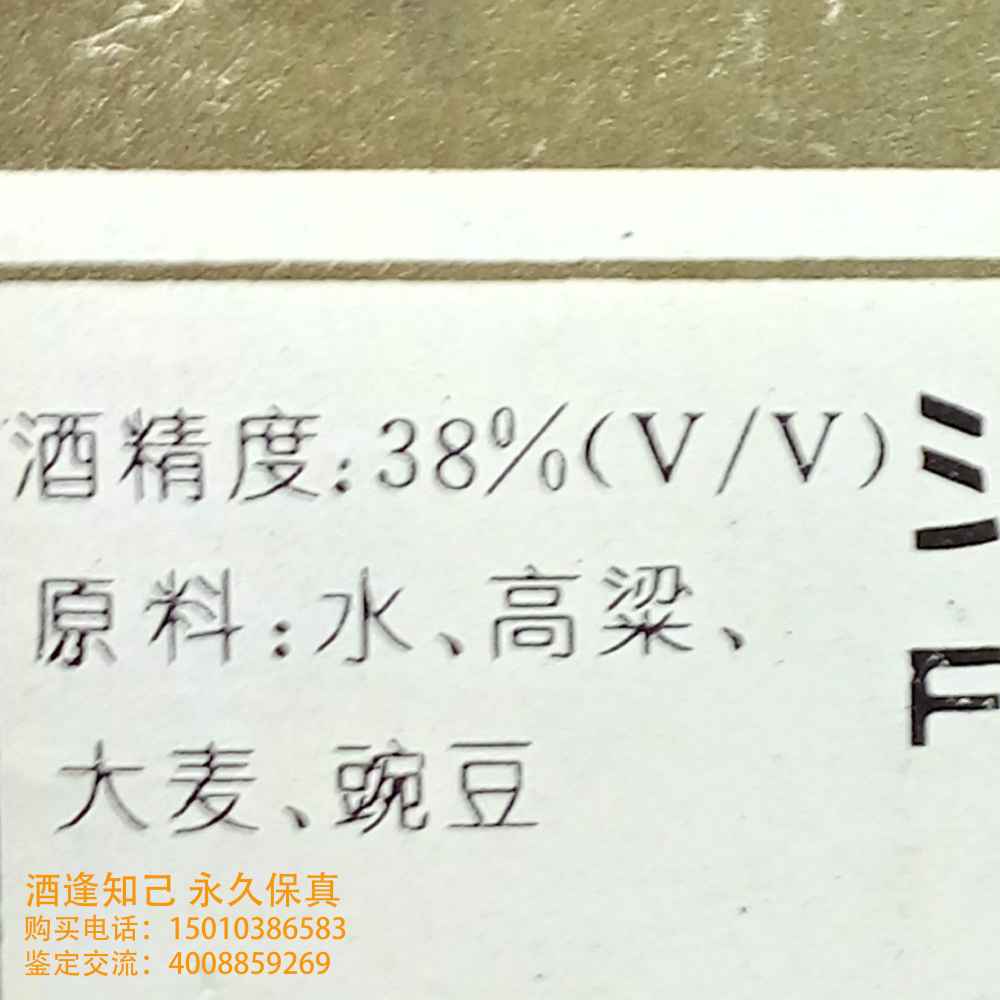 酒精度:38%(V/V)
原料:水、高粱、
大麦、豌豆
酒逢知己 永久保真
购买电话：15010386583
鉴定交流：4008859269